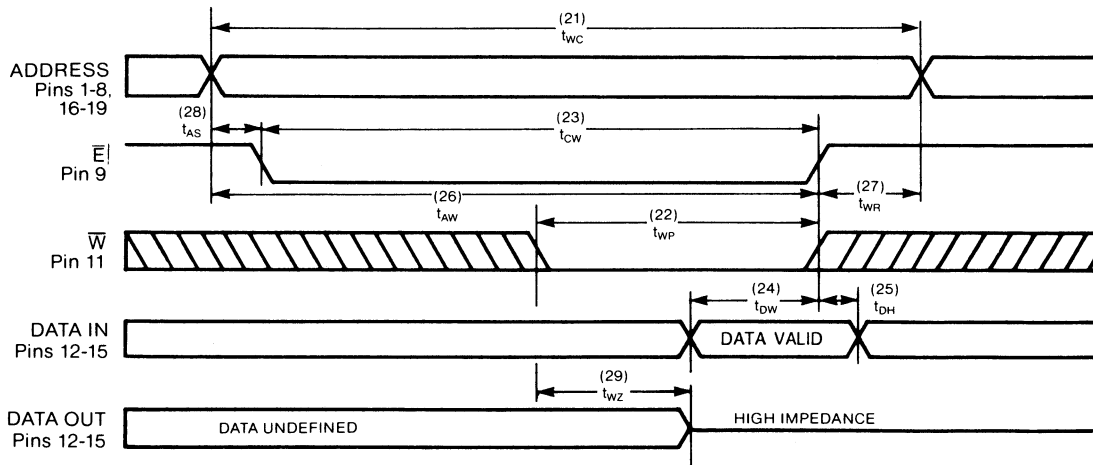 (21)
tWC
ADDRESS
Pins 1-8,
16-19
(28)
tAS
(23)
tCW
E
Pin 9
(26)
tAW
(27)
tWR
(22)
tWP
W
Pin 11
(24)
tDW
(25)
tDH
DATA IN
Pins 12-15
DATA VALID
(29)
tWZ
DATA OUT
Pins 12-15
DATA UNDEFINED
HIGH IMPEDANCE